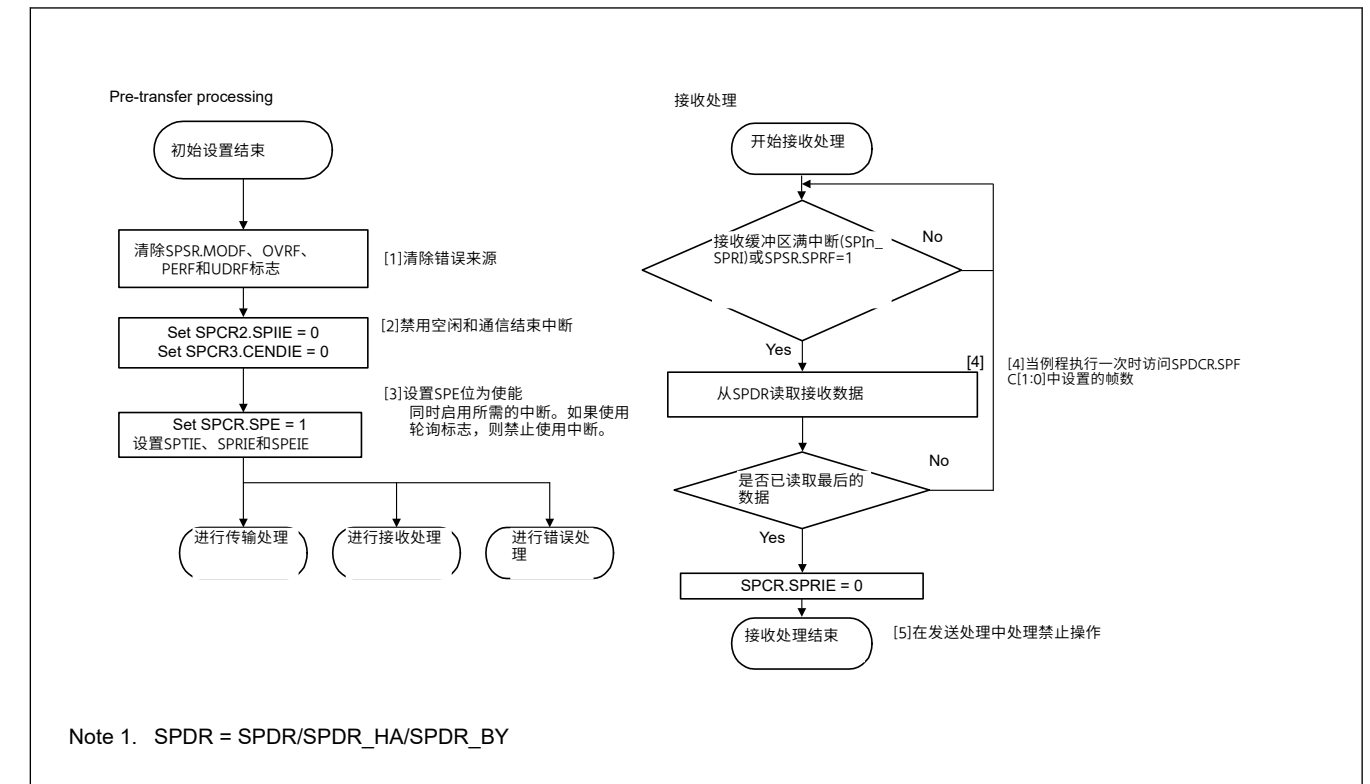 Pre-transfer processing
初始设置结束
清除SPSR.MODF、OVRF、
PERF和UDRF标志
[1]清除错误来源
Set SPCR2.SPIIE = 0
Set SPCR3.CENDIE = 0
[2]禁用空闲和通信结束中断
[3]设置SPE位为使能
同时启用所需的中断。如果使用
轮询标志，则禁止使用中断。
Set SPCR.SPE = 1
设置SPTIE、SPRIE和SPEIE
进行传输处理
进行接收处理
进行错误处
理
接收处理
开始接收处理
接收缓冲区满中断(SPIn_
SPRI)或SPSR.SPRF=1
No
Yes
[4]
[4]当例程执行一次时访问SPDCR.SPF
C[1:0]中设置的帧数
从SPDR读取接收数据
是否已读取最后的
数据
No
Yes
SPCR.SPRIE = 0
接收处理结束
[5]在发送处理中处理禁止操作
Note 1. SPDR = SPDR/SPDR_HA/SPDR_BY